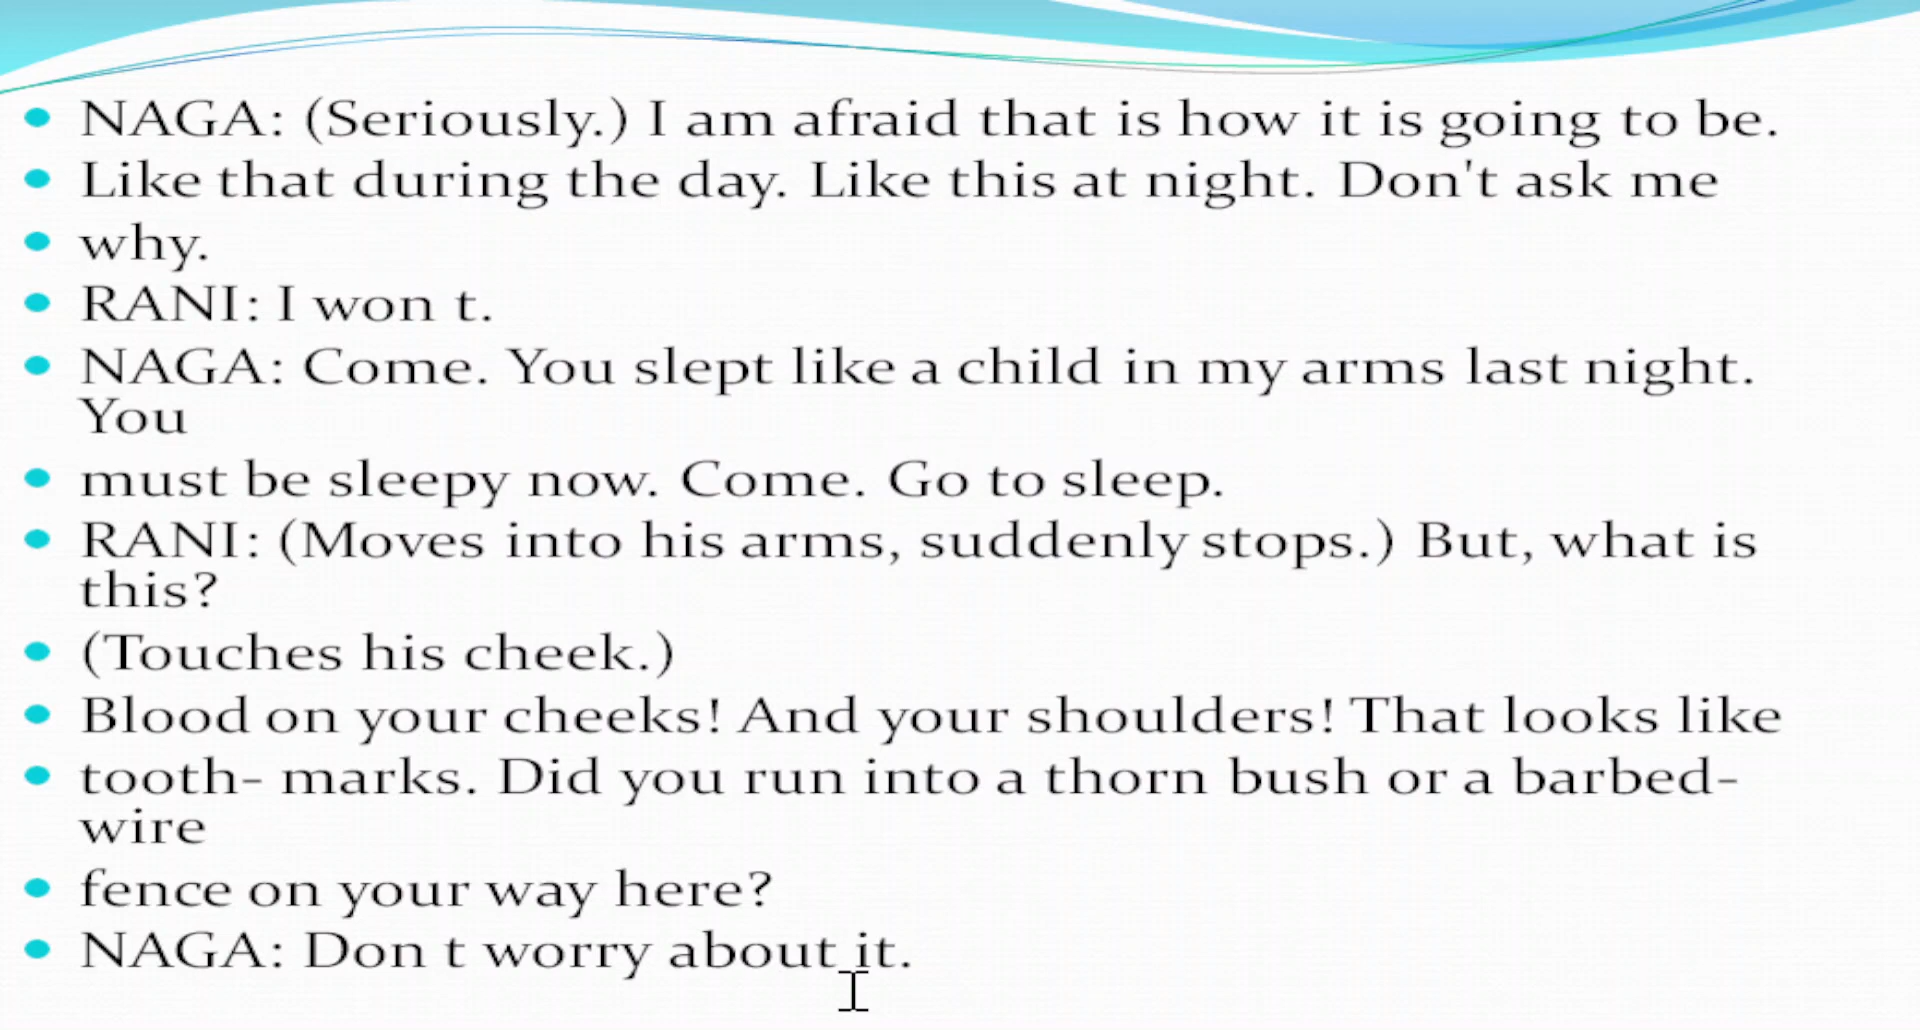 NAGA: (Seriously.) I am afraid that is how it is going to be.
Like that during the day. Like this at night. Don't ask me
why.
RANI: I won t.
NAGA: Come. You slept like a child in my arms last night.
You
must be sleepy now. Come. Go to sleep.
RANI: (Moves into his arms, suddenly stops.) But, what is
this?
(Touches his cheek.)
Blood on your cheeks! And your shoulders! That looks like
tooth- marks. Did you run into a thorn bush or a barbed-
wire
fence on your way here?
NAGA: Don t worry about it.